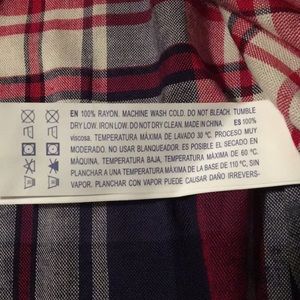 EN 100% RAYON. MACHINE WASH COLD. DO NOT BLEACH. TUMBLE
DRY LOW. IRON LOW. DO NOT DRY CLEAN. MADE IN CHINA ES 100%
viscosa. TEMPERATURA MÁXIMA DE LAVADO 30 ºC. PROCESO MUY
MODERADO. NO USAR BLANQUEADOR. ES POSIBLE EL SECADO EN
MÁQUINA, TEMPERATURA BAJA, TEMPERATURA MÁXIMA DE 60 ºC.
PLANCHAR A UNA TEMPERATURA MÁXIMA DE LA BASE DE 110 ºC, SIN
VAPOR. PLANCHAR CON VAPOR PUEDE CAUSAR DAÑO IRREVERS-